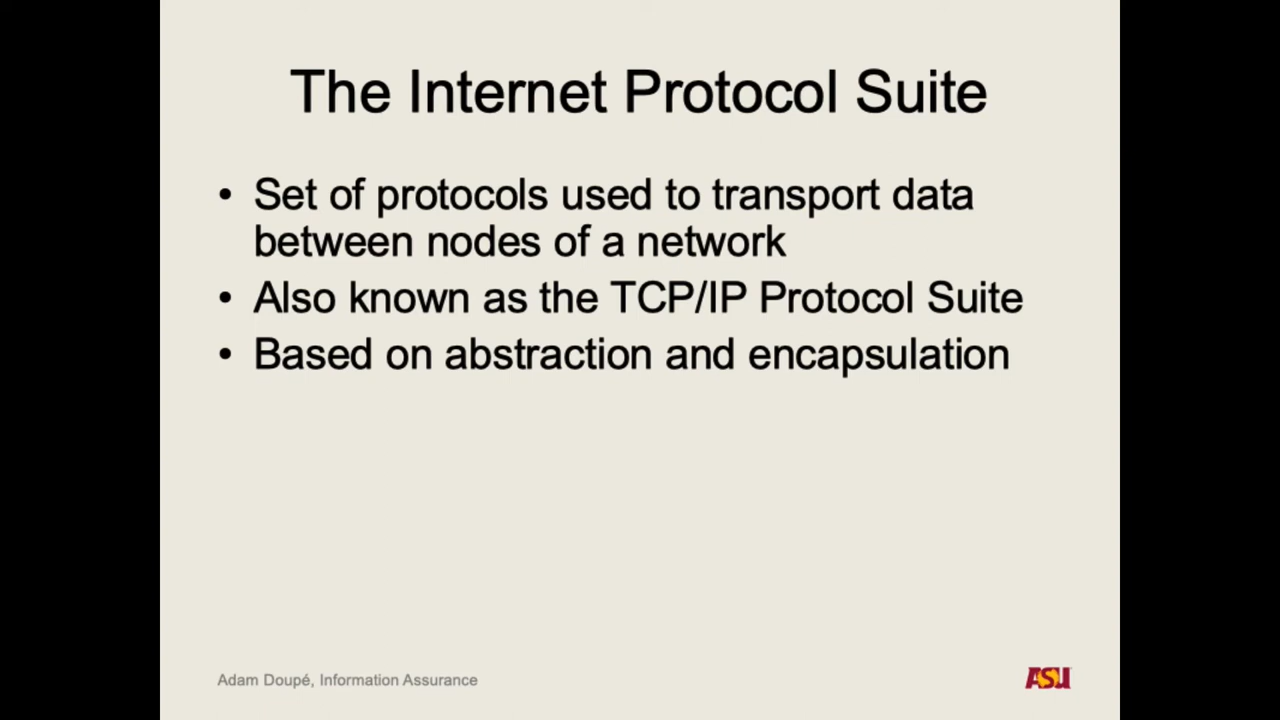 The Internet Protocol Suite
• Set of protocols used to transport data
between nodes of a network
• Also known as the TCP/IP Protocol Suite
• Based on abstraction and encapsulation
Adam Doupé, Information Assurance
ASU